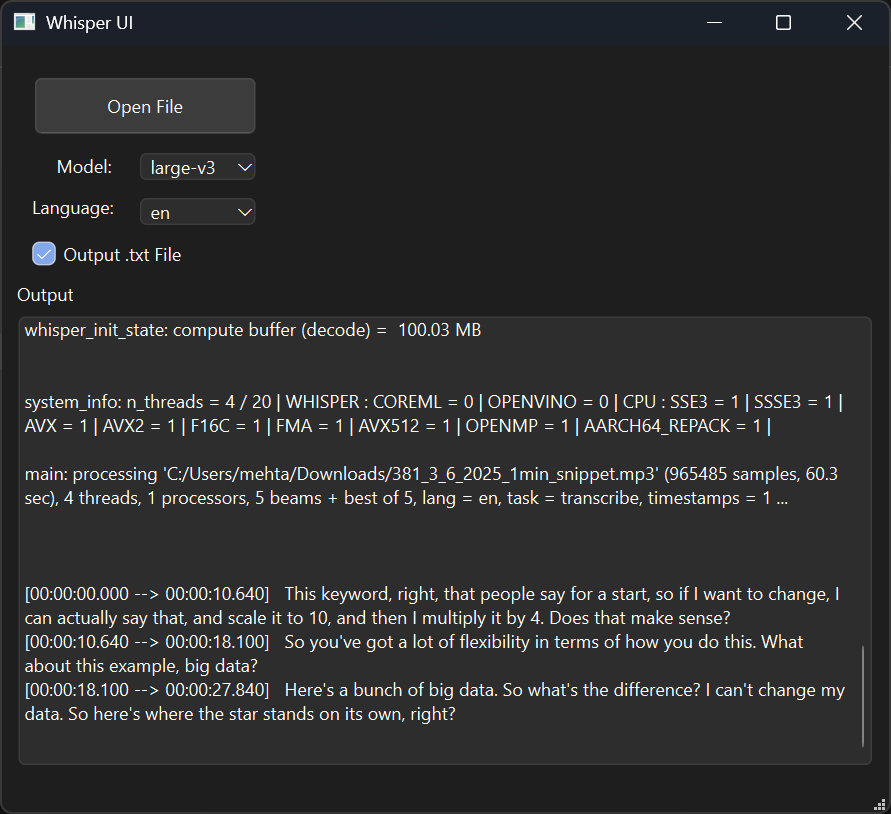 Whisper UI
Open File
Model: large-v3
Language: en
Output .txt File
Output
whisper_init_state: compute buffer (decode) =  100.03 MB
system_info: n_threads = 4 / 20 | WHISPER : COREML = 0 | OPENVINO = 0 | CPU : SSE3 = 1 | SSSE3 = 1 |
AVX = 1 | AVX2 = 1 | F16C = 1 | FMA = 1 | AVX512 = 1 | OPENMP = 1 | AARCH64_REPACK = 1 |
main: processing 'C:/Users/mehta/Downloads/381_3_6_2025_1min_snippet.mp3' (965485 samples, 60.3
sec), 4 threads, 1 processors, 5 beams + best of 5, lang = en, task = transcribe, timestamps = 1 ...
[00:00:00.000 --> 00:00:10.640]   This keyword, right, that people say for a start, so if I want to change, I
can actually say that, and scale it to 10, and then I multiply it by 4. Does that make sense?
[00:00:10.640 --> 00:00:18.100]   So you've got a lot of flexibility in terms of how you do this. What
about this example, big data?
[00:00:18.100 --> 00:00:27.840]   Here's a bunch of big data. So what's the difference? I can't change my
data. So here's where the star stands on its own, right?